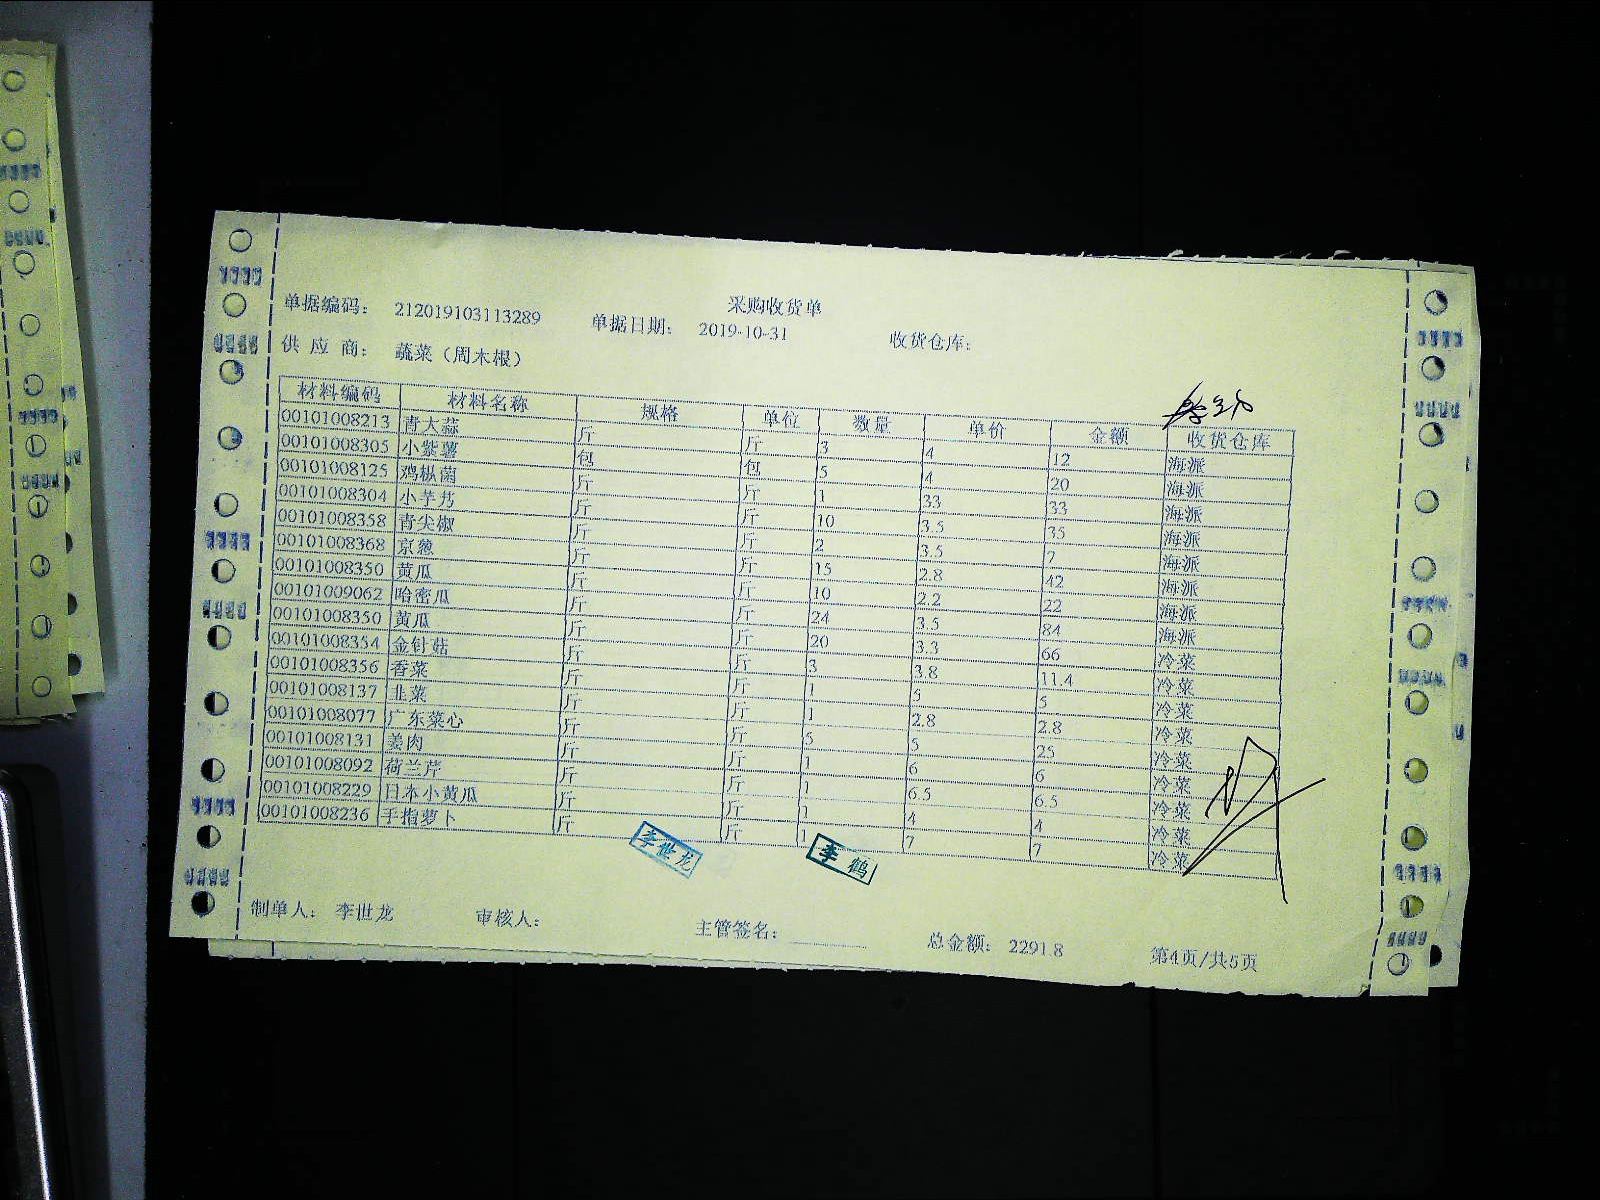 采购收货单
单据编码: 212019103113289 单据日期: 2019-10-31 收货仓库:
供 应 商: 蔬菜（周木根）
材料编码 材料名称 规格 单位 数量 单价 金额 收货仓库
00101008213 青大蒜 斤 斤 3 4 12 海派
00101008305 小紫薯 包 包 5 4 20 海派
00101008125 鸡枞菌 斤 斤 1 33 33 海派
00101008304 小芋艿 斤 斤 10 3.5 35 海派
00101008358 青尖椒 斤 斤 2 3.5 7 海派
00101008368 京葱 斤 斤 15 2.8 42 海派
00101008350 黄瓜 斤 斤 10 2.2 22 海派
00101009062 哈密瓜 斤 斤 24 3.5 84 海派
00101008350 黄瓜 斤 斤 20 3.3 66 冷菜
00101008354 金针菇 斤 斤 3 3.8 11.4 冷菜
00101008356 香菜 斤 斤 1 5 5 冷菜
00101008137 韭菜 斤 斤 1 2.8 2.8 冷菜
00101008077 广东菜心 斤 斤 5 5 25 冷菜
00101008131 姜肉 斤 斤 1 6 6 冷菜
00101008092 荷兰芹 斤 斤 1 6.5 6.5 冷菜
00101008229 日本小黄瓜 斤 斤 1 4 4 冷菜
00101008236 手指萝卜 斤 斤 1 7 7 冷菜
李世龙 李鹤
制单人: 李世龙 审核人: 主管签名: 总金额: 2291.8 第4页/共5页